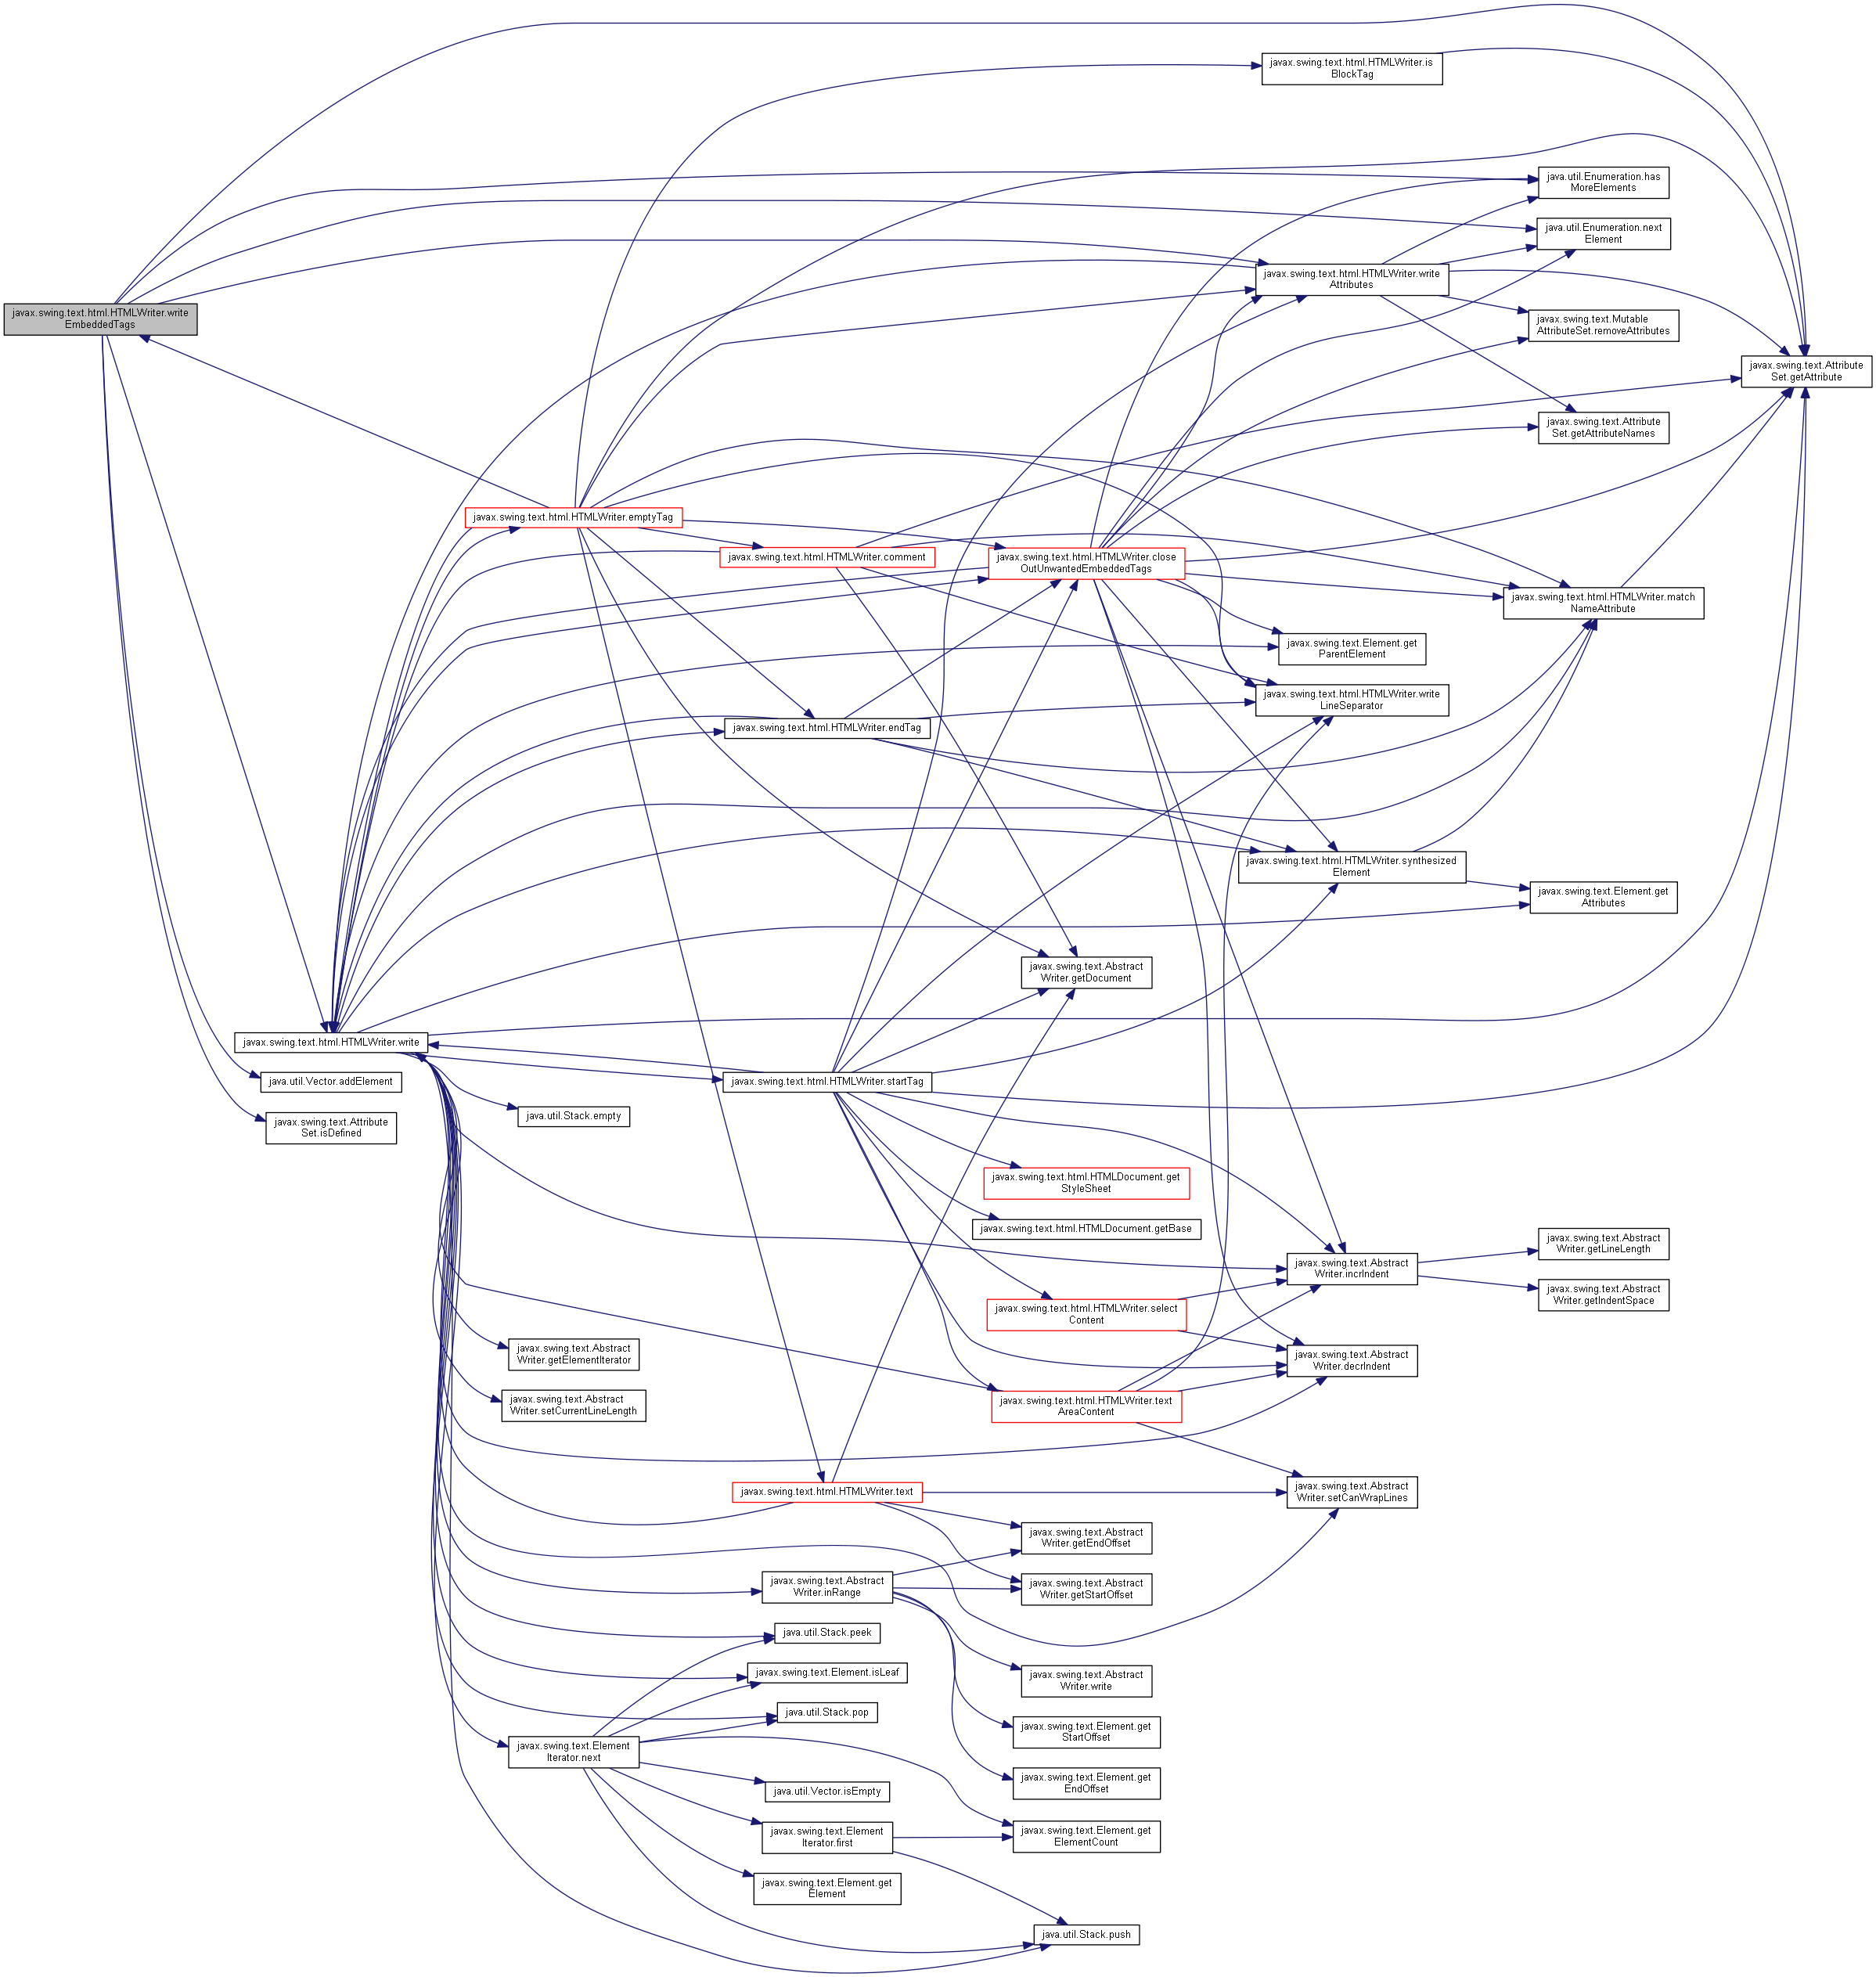 javax.swing.text.html.HTMLWriter.is
BlockTag
java.util.Enumeration.has
MoreElements
java.util.Enumeration.next
Element
javax.swing.text.html.HTMLWriter.write
Attributes
javax.swing.text.html.HTMLWriter.write
EmbeddedTags
javax.swing.text.Mutable
AttributeSet.removeAttributes
javax.swing.text.Attribute
Set.getAttribute
javax.swing.text.Attribute
Set.getAttributeNames
javax.swing.text.html.HTMLWriter.emptyTag
javax.swing.text.html.HTMLWriter.comment
javax.swing.text.html.HTMLWriter.close
OutUnwantedEmbeddedTags
javax.swing.text.html.HTMLWriter.match
NameAttribute
javax.swing.text.Element.get
ParentElement
javax.swing.text.html.HTMLWriter.write
LineSeparator
javax.swing.text.html.HTMLWriter.endTag
javax.swing.text.html.HTMLWriter.synthesized
Element
javax.swing.text.Element.get
Attributes
javax.swing.text.Abstract
Writer.getDocument
javax.swing.text.html.HTMLWriter.write
java.util.Vector.addElement
javax.swing.text.html.HTMLWriter.startTag
java.util.Stack.empty
javax.swing.text.Attribute
Set.isDefined
javax.swing.text.html.HTMLDocument.get
StyleSheet
javax.swing.text.html.HTMLDocument.getBase
javax.swing.text.Abstract
Writer.getLineLength
javax.swing.text.Abstract
Writer.incrIndent
javax.swing.text.Abstract
Writer.getIndentSpace
javax.swing.text.html.HTMLWriter.select
Content
javax.swing.text.Abstract
Writer.getElementIterator
javax.swing.text.Abstract
Writer.decrIndent
javax.swing.text.Abstract
Writer.setCurrentLineLength
javax.swing.text.html.HTMLWriter.text
AreaContent
javax.swing.text.html.HTMLWriter.text
javax.swing.text.Abstract
Writer.setCanWrapLines
javax.swing.text.Abstract
Writer.getEndOffset
javax.swing.text.Abstract
Writer.inRange
javax.swing.text.Abstract
Writer.getStartOffset
java.util.Stack.peek
javax.swing.text.Element.isLeaf
javax.swing.text.Abstract
Writer.write
java.util.Stack.pop
javax.swing.text.Element
Iterator.next
javax.swing.text.Element.get
StartOffset
java.util.Vector.isEmpty
javax.swing.text.Element.get
EndOffset
javax.swing.text.Element
Iterator.first
javax.swing.text.Element.get
ElementCount
javax.swing.text.Element.get
Element
java.util.Stack.push